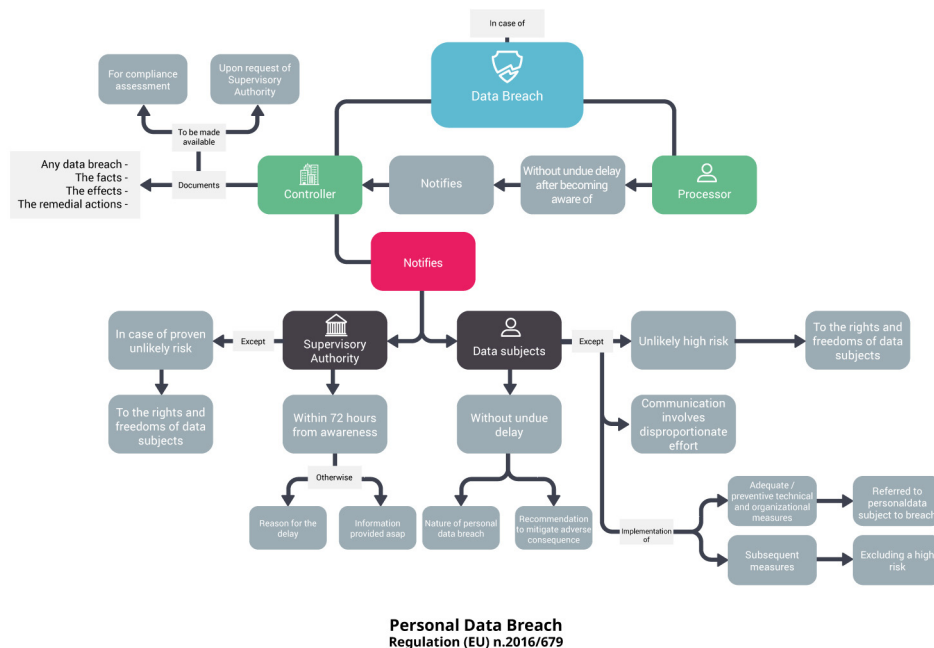 In case of
Data Breach
For compliance
assessment
Upon request of
Supervisory
Authority
To be made
available
Any data breach -
The facts -
The effects -
The remedial actions -
Documents
Controller
Notifies
Without undue delay
after becoming
aware of
Processor
Notifies
In case of proven
unlikely risk
Except
Supervisory
Authority
Data subjects
Except
Unlikely high risk
To the rights and
freedoms of data
subjects
To the rights and
freedoms of data
subjects
Within 72 hours
from awareness
Without undue
delay
Communication
involves
disproportionate
effort
Otherwise
Reason for the
delay
Information
provided asap
Nature of personal
data breach
Recommendation
to mitigate adverse
consequence
Implementation
of
Adequate /
preventive technical
and organizational
measures
Referred to
personaldata
subject to breach
Subsequent
measures
Excluding a high
risk
Personal Data Breach
Regulation (EU) n.2016/679